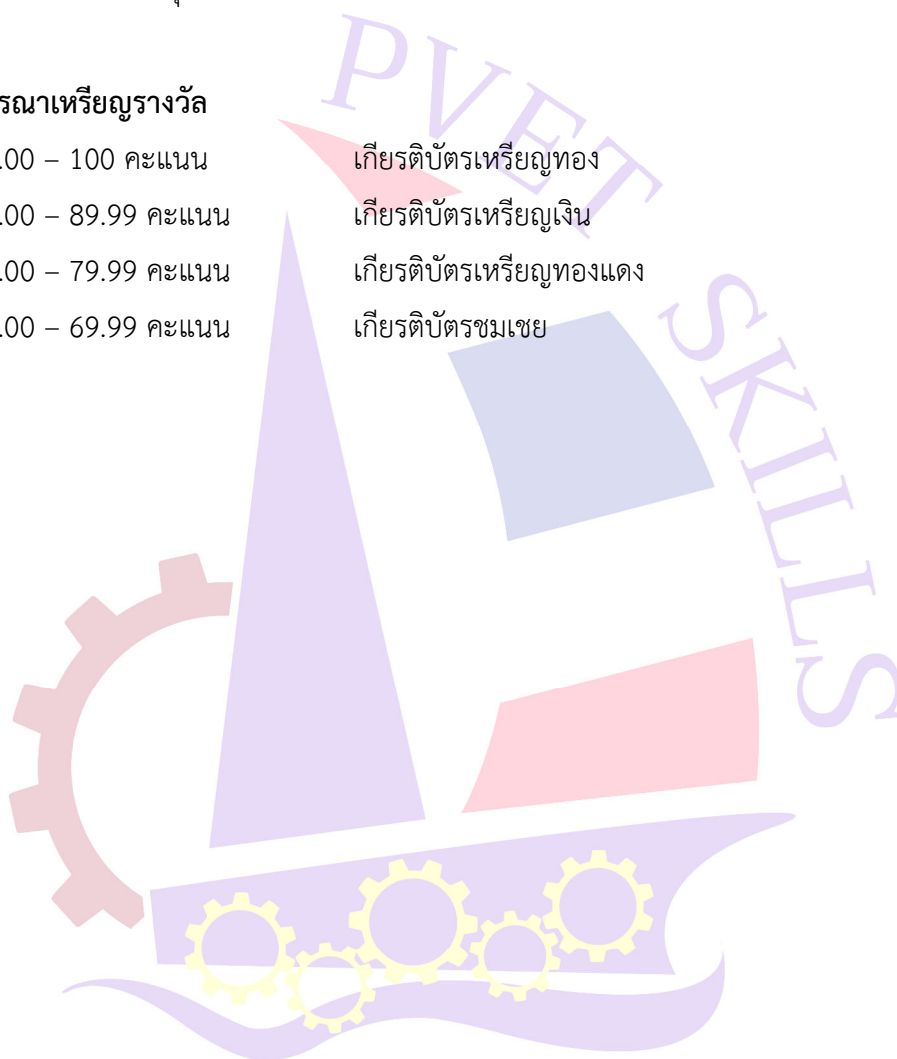 รณาเหรียญรางวัล
.00 – 100 คะแนน เกียรติบัตรเหรียญทอง
.00 – 89.99 คะแนน เกียรติบัตรเหรียญเงิน
.00 – 79.99 คะแนน เกียรติบัตรเหรียญทองแดง
.00 – 69.99 คะแนน เกียรติบัตรชมเชย
PVET SKILLS